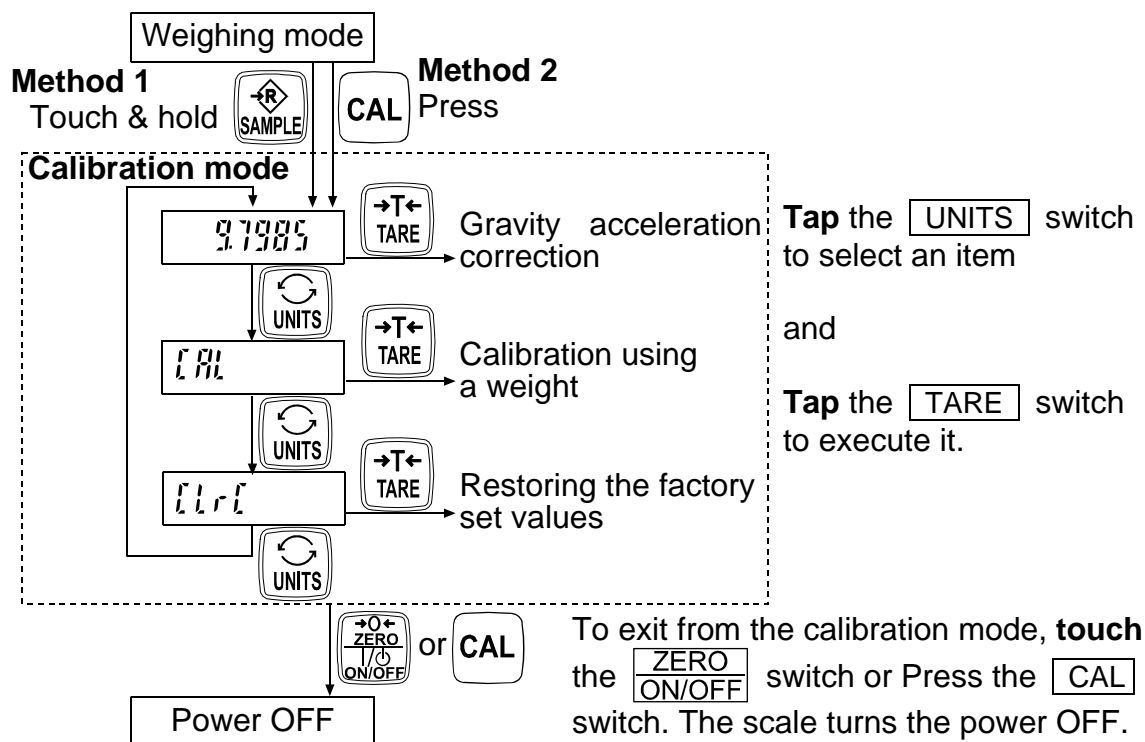 Weighing mode
Method 1
Touch & hold
→R
SAMPLE
CAL
Method 2
Press
Calibration mode
9.7985
→T←
TARE
Gravity acceleration
correction
UNITS
CAL
→T←
TARE
Calibration using
a weight
UNITS
CLrC
→T←
TARE
Restoring the factory
set values
UNITS
Tap the UNITS switch
to select an item
and
Tap the TARE switch
to execute it.
→0←
ZERO
I/⏻
ON/OFF
or
CAL
Power OFF
To exit from the calibration mode, touch
the ZERO ON/OFF switch or Press the CAL
switch. The scale turns the power OFF.